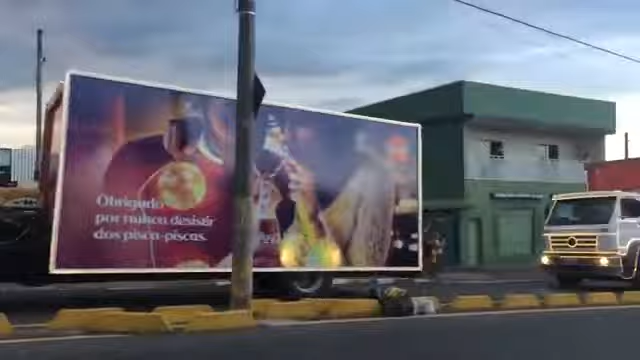 Obrigado
por nunca desistir
dos pisca-piscas.